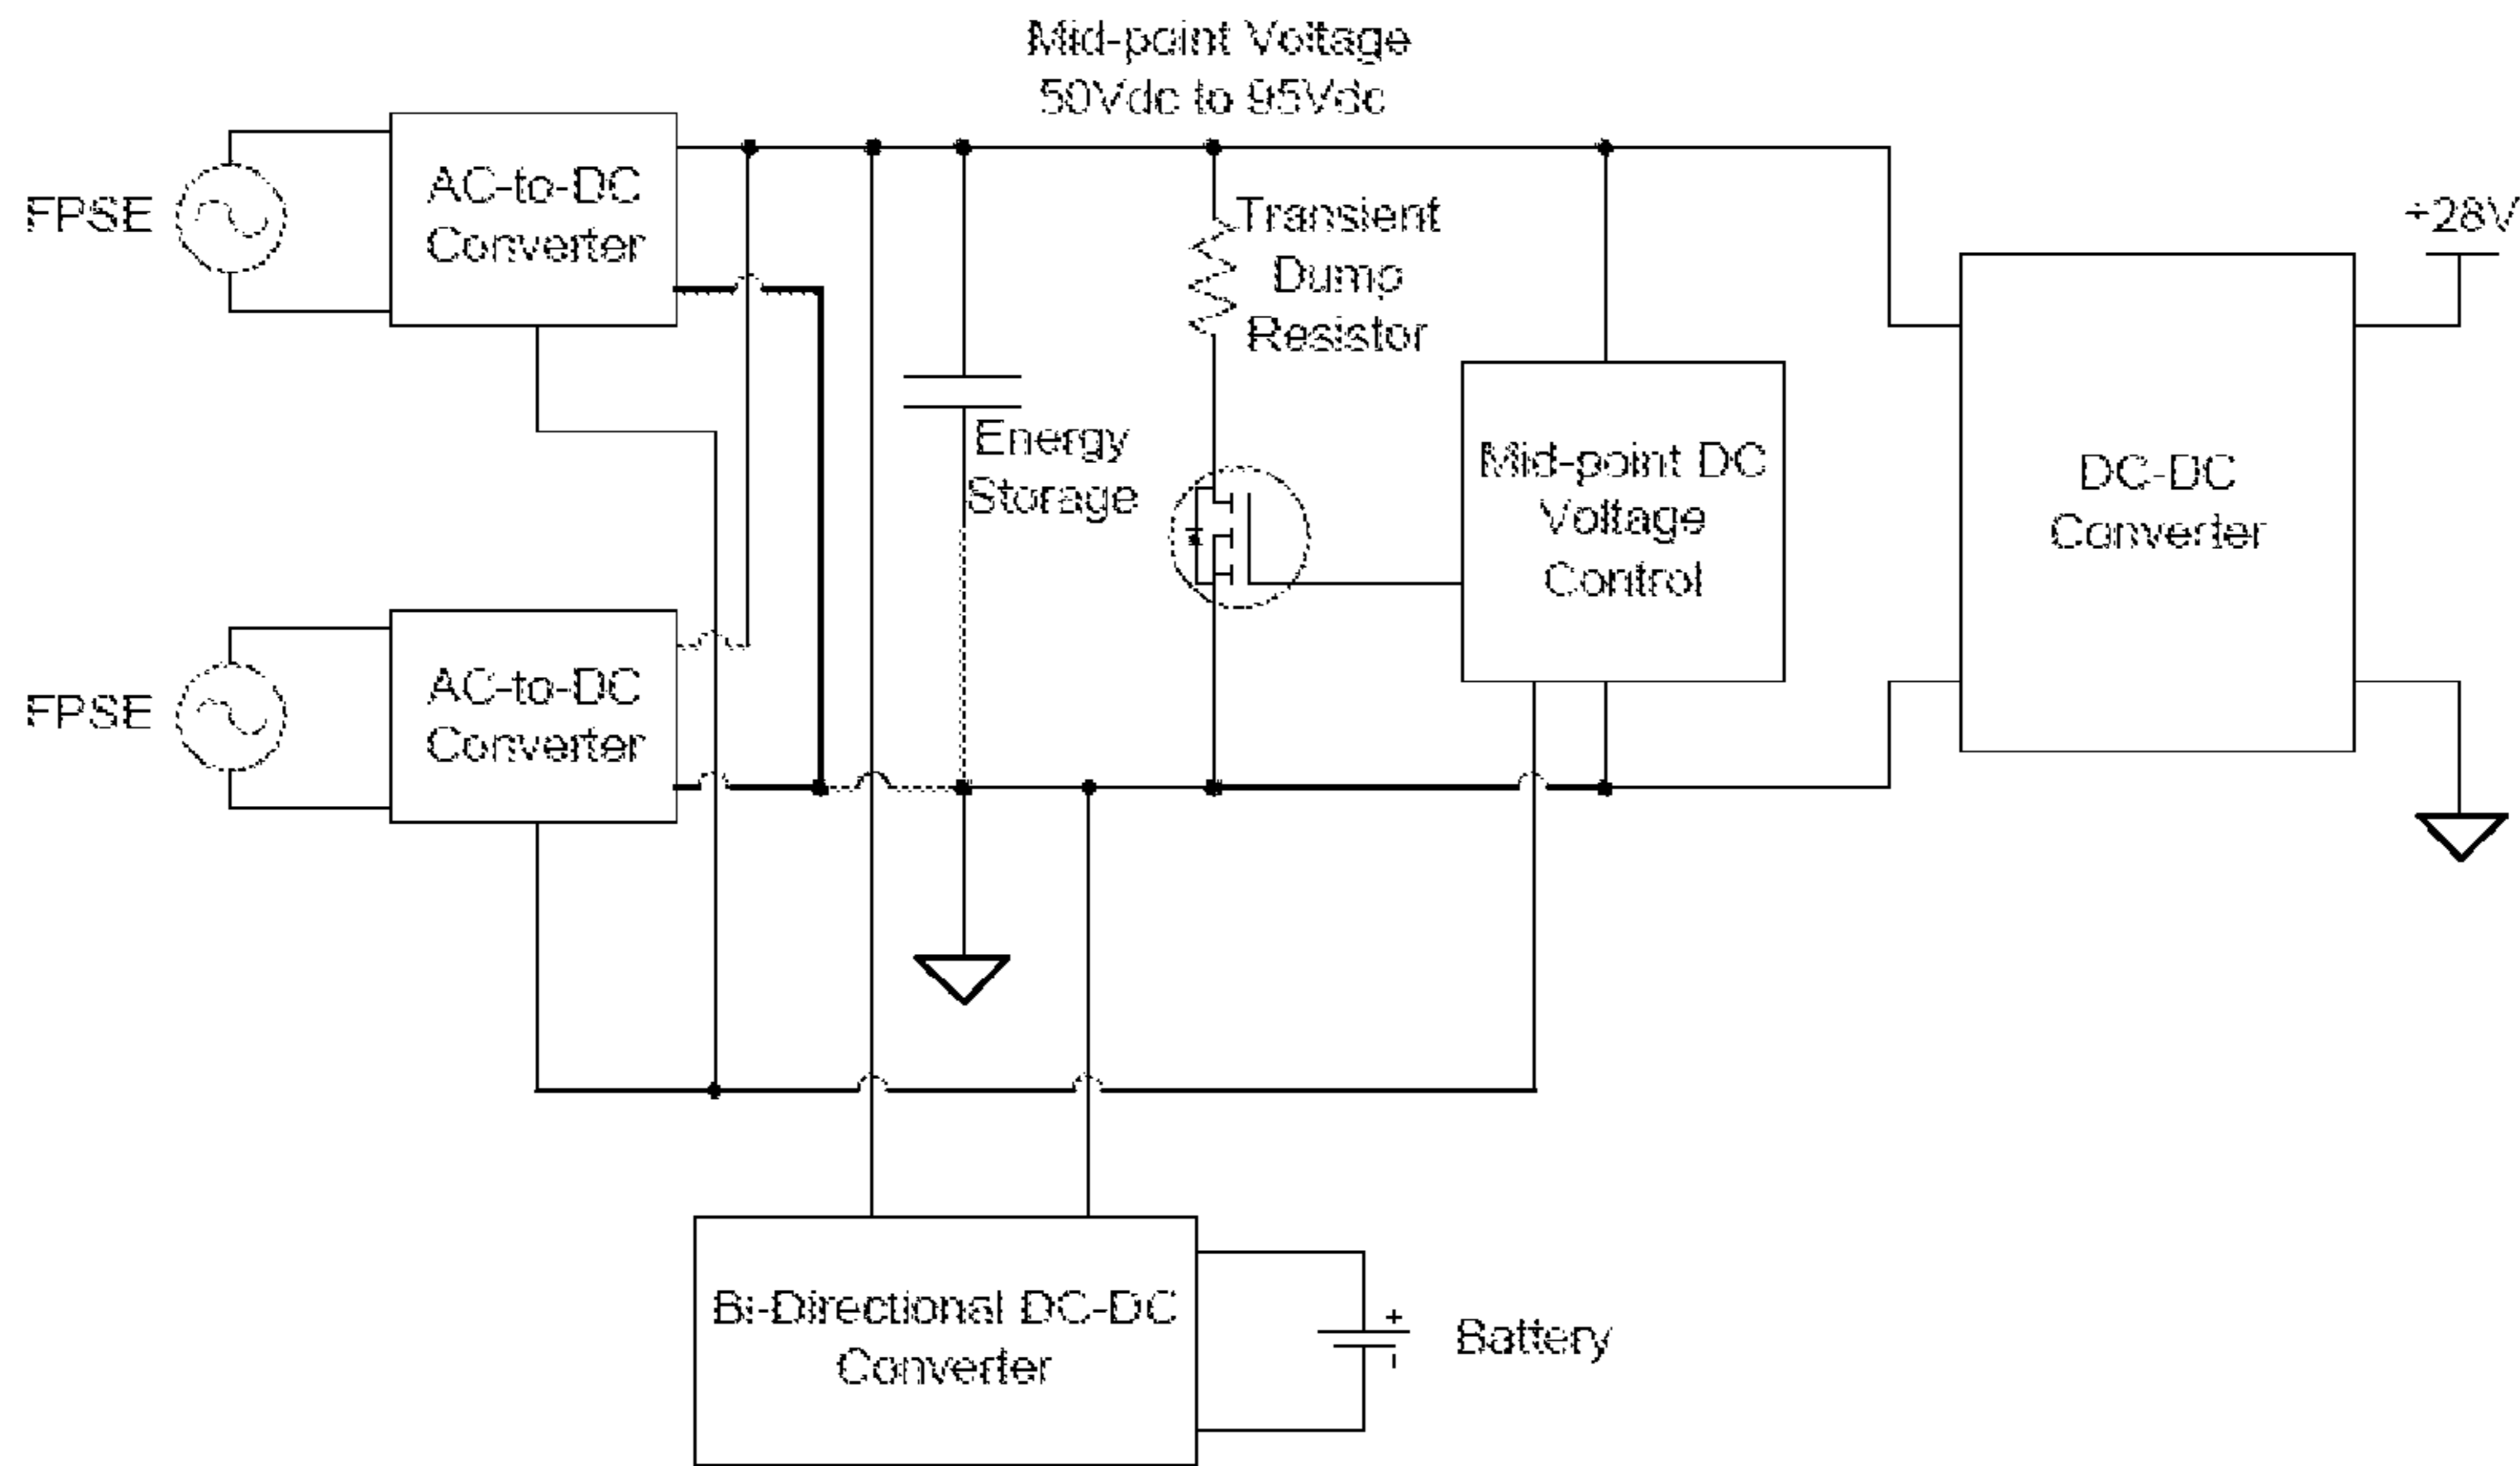 Mid-point Voltage
50Vdc to 95Vdc
FPSE
AC-to-DC
Converter
Transient
Dump
Resistor
+28V
Energy
Storage
Mid-point DC
Voltage
Control
DC-DC
Converter
FPSE
AC-to-DC
Converter
Bi-Directional DC-DC
Converter
+
-
Battery